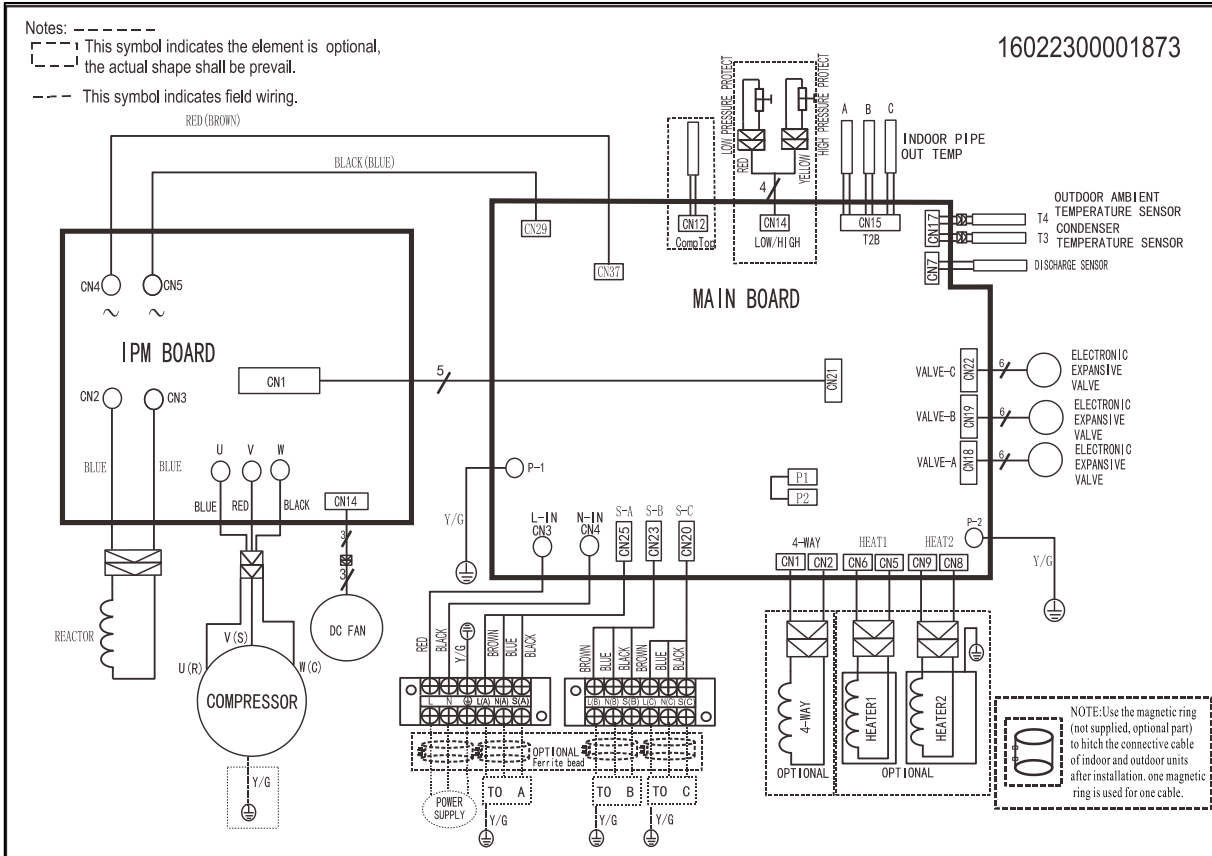 Notes:
This symbol indicates the element is optional,
the actual shape shall be prevail.
This symbol indicates field wiring.
16022300001873
RED(BROWN)
BLACK(BLUE)
LOW PRESSURE PROTECT
HIGH PRESSURE PROTECT
RED
YELLOW
4
CN12
CompTop
CN14
LOW/HIGH
A B C
INDOOR PIPE
OUT TEMP
CN15
T2B
CN17
T4
OUTDOOR AMBIENT
TEMPERATURE SENSOR
T3
CONDENSER
TEMPERATURE SENSOR
CN7
DISCHARGE SENSOR
CN29
CN37
MAIN BOARD
CN4
CN5
~ ~
IPM BOARD
CN1
5
CN21
CN2
CN3
BLUE
BLUE
U V W
BLUE
RED
BLACK
CN14
3
3
DC FAN
REACTOR
V(S)
U(R)
W(C)
COMPRESSOR
Y/G
VALVE-C
CN22
6
ELECTRONIC
EXPANSIVE
VALVE
VALVE-B
CN19
6
ELECTRONIC
EXPANSIVE
VALVE
VALVE-A
CN18
6
ELECTRONIC
EXPANSIVE
VALVE
P-1
Y/G
P1
P2
P-2
Y/G
L-IN
CN3
N-IN
CN4
S-A
CN25
S-B
CN23
S-C
CN20
4-WAY
CN1
CN2
HEAT1
CN6
CN5
HEAT2
CN9
CN8
RED
BLACK
Y/G
BROWN
BLUE
BLACK
BROWN
BLUE
BLACK
BROWN
BLUE
BLACK
L N L(A) N(A) S(A)
L(B) N(B) S(B) L(C) N(C) S(C)
OPTIONAL
Ferrite bead
POWER
SUPPLY
TO A
Y/G
TO B
Y/G
TO C
Y/G
4-WAY
OPTIONAL
HEATER1
HEATER2
OPTIONAL
NOTE:Use the magnetic ring
(not supplied, optional part)
to hitch the connective cable
of indoor and outdoor units
after installation. one magnetic
ring is used for one cable.